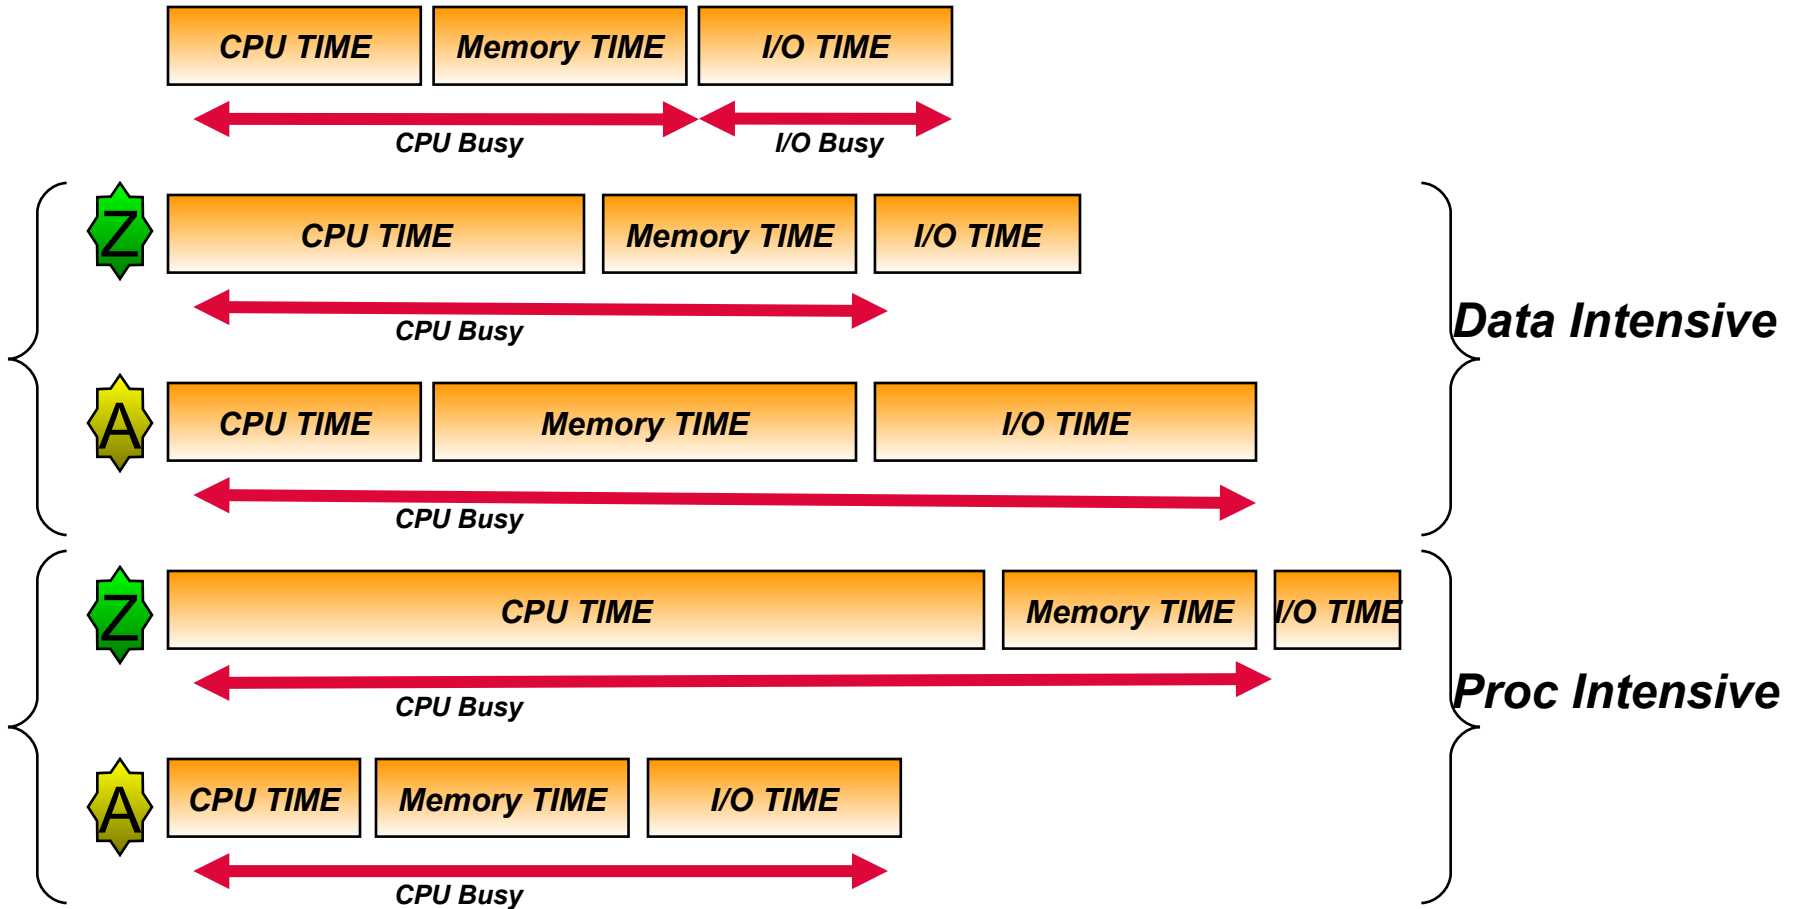 CPU TIME Memory TIME I/O TIME
CPU Busy I/O Busy
Z CPU TIME Memory TIME I/O TIME
CPU Busy
Data Intensive
A CPU TIME Memory TIME I/O TIME
CPU Busy
Z CPU TIME Memory TIME I/O TIME
CPU Busy
Proc Intensive
A CPU TIME Memory TIME I/O TIME
CPU Busy